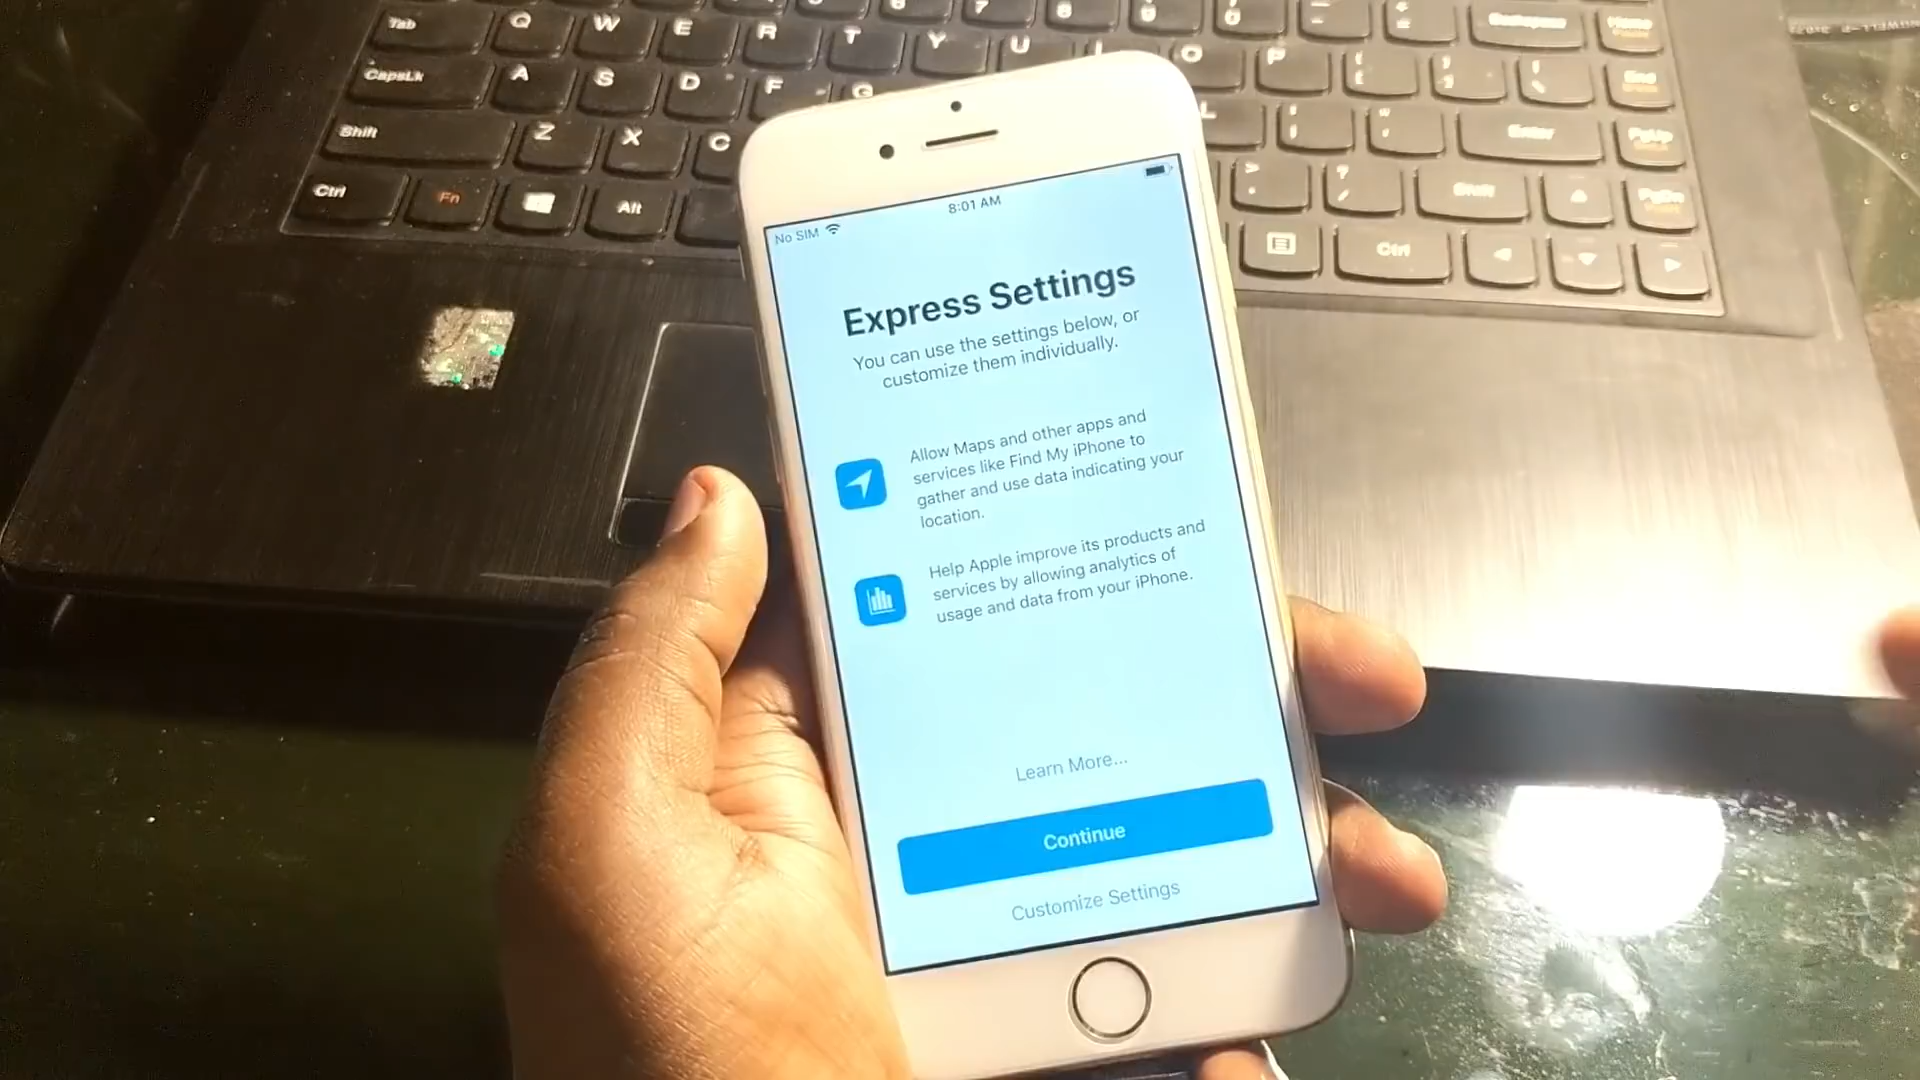 Tab Q W E R T Y U O P
CapsLk A S D F G L Enter
Shift Z X C Shift
Ctrl Fn Alt Ctrl
No SIM
8:01 AM
Express Settings
You can use the settings below, or
customize them individually.
Allow Maps and other apps and
services like Find My iPhone to
gather and use data indicating your
location.
Help Apple improve its products and
services by allowing analytics of
usage and data from your iPhone.
Learn More...
Continue
Customize Settings